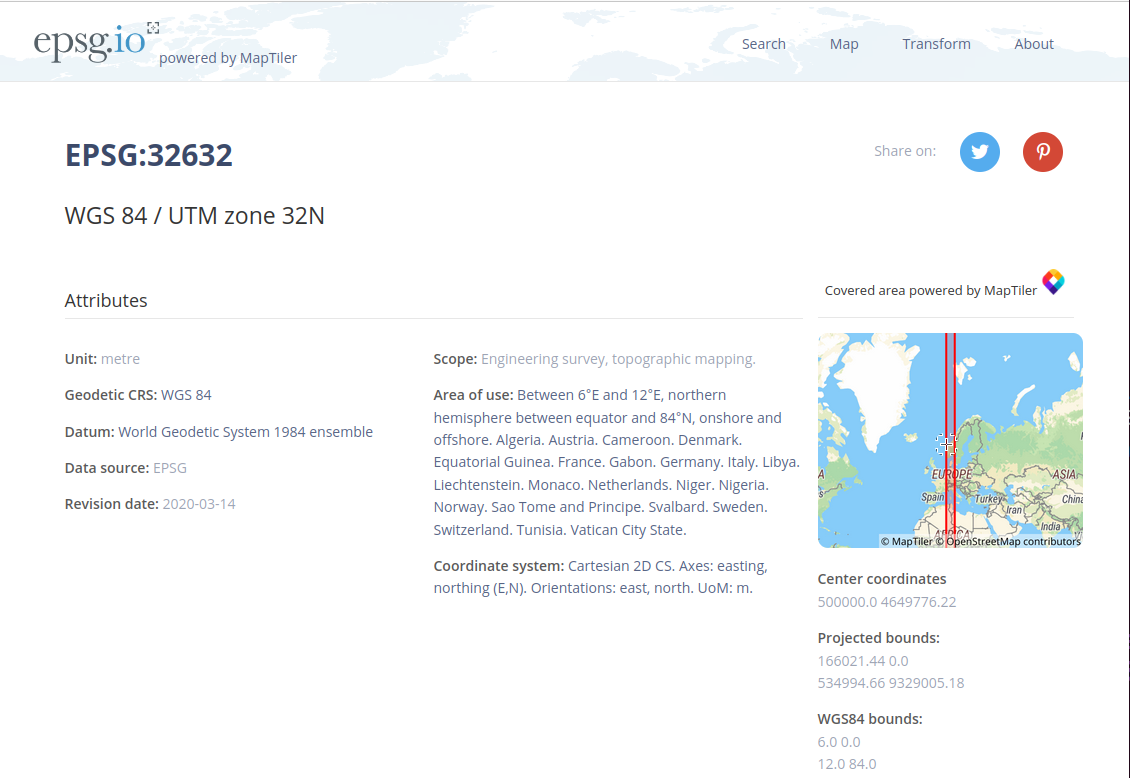 epsg.io
powered by MapTiler
Search
Map
Transform
About
EPSG:32632
Share on:
WGS 84 / UTM zone 32N
Attributes
Covered area powered by MapTiler
Unit: metre
Geodetic CRS: WGS 84
Datum: World Geodetic System 1984 ensemble
Data source: EPSG
Revision date: 2020-03-14
Scope: Engineering survey, topographic mapping.
Area of use: Between 6°E and 12°E, northern
hemisphere between equator and 84°N, onshore and
offshore. Algeria. Austria. Cameroon. Denmark.
Equatorial Guinea. France. Gabon. Germany. Italy. Libya.
Liechtenstein. Monaco. Netherlands. Niger. Nigeria.
Norway. Sao Tome and Principe. Svalbard. Sweden.
Switzerland. Tunisia. Vatican City State.
Coordinate system: Cartesian 2D CS. Axes: easting,
northing (E,N). Orientations: east, north. UoM: m.
EUROPE
ASIA
Spain
Turkey
China
Iran
India
AFRICA
© MapTiler © OpenStreetMap contributors
Center coordinates
500000.0 4649776.22
Projected bounds:
166021.44 0.0
534994.66 9329005.18
WGS84 bounds:
6.0 0.0
12.0 84.0